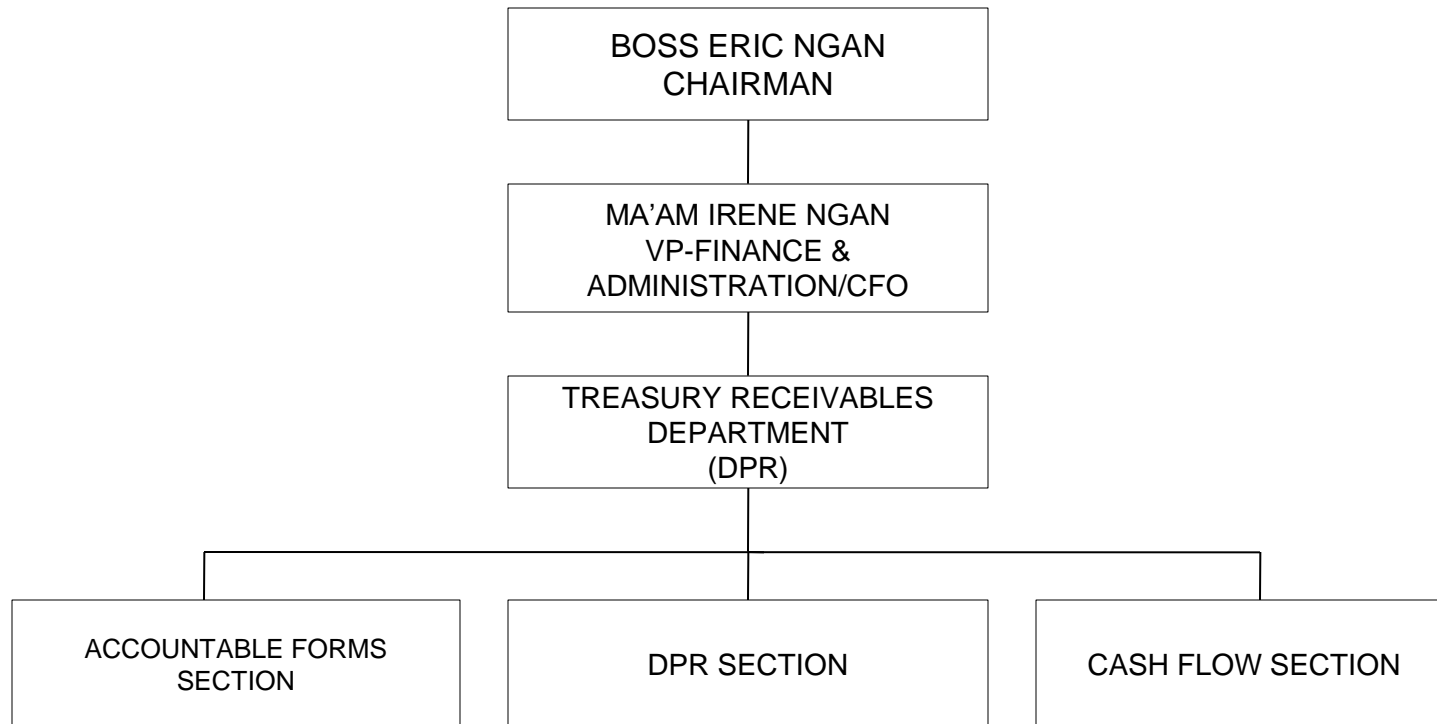 BOSS ERIC NGAN
CHAIRMAN
MA’AM IRENE NGAN
VP-FINANCE &
ADMINISTRATION/CFO
TREASURY RECEIVABLES
DEPARTMENT
(DPR)
ACCOUNTABLE FORMS
SECTION
DPR SECTION
CASH FLOW SECTION